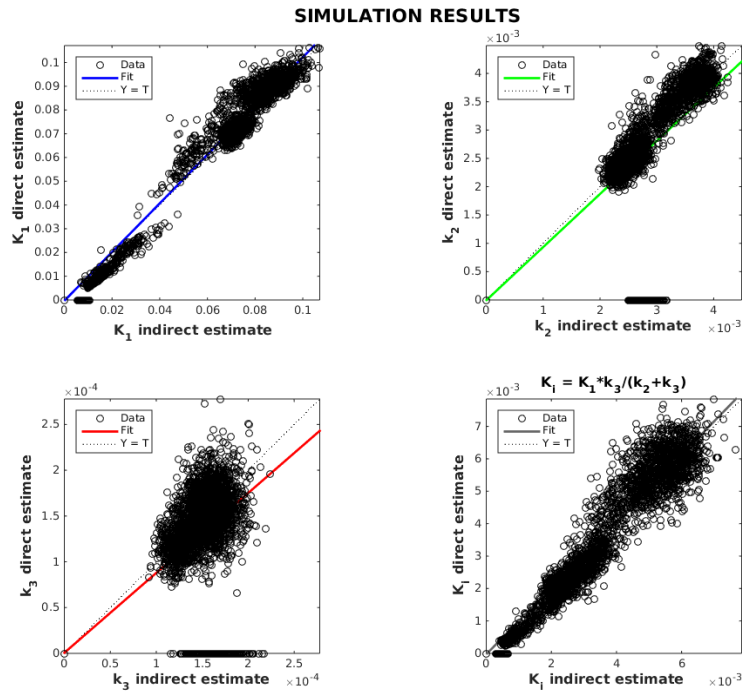 SIMULATION RESULTS
0.1
0.09
0.08
0.07
0.06
0.05
0.04
0.03
0.02
0.01
0
K1 direct estimate
Data
Fit
Y = T
0 0.02 0.04 0.06 0.08 0.1
K1 indirect estimate
×10-3
4
3.5
3
2.5
2
1.5
1
0.5
0
k2 direct estimate
Data
Fit
Y = T
0 1 2 3 4
k2 indirect estimate ×10-3
×10-4
2.5
2
1.5
1
0.5
0
k3 direct estimate
Data
Fit
Y = T
0 0.5 1 1.5 2 2.5
k3 indirect estimate ×10-4
Ki = K1*k3/(k2+k3)
×10-3
7
6
5
4
3
2
1
0
Ki direct estimate
Data
Fit
Y = T
0 2 4 6
Ki indirect estimate ×10-3